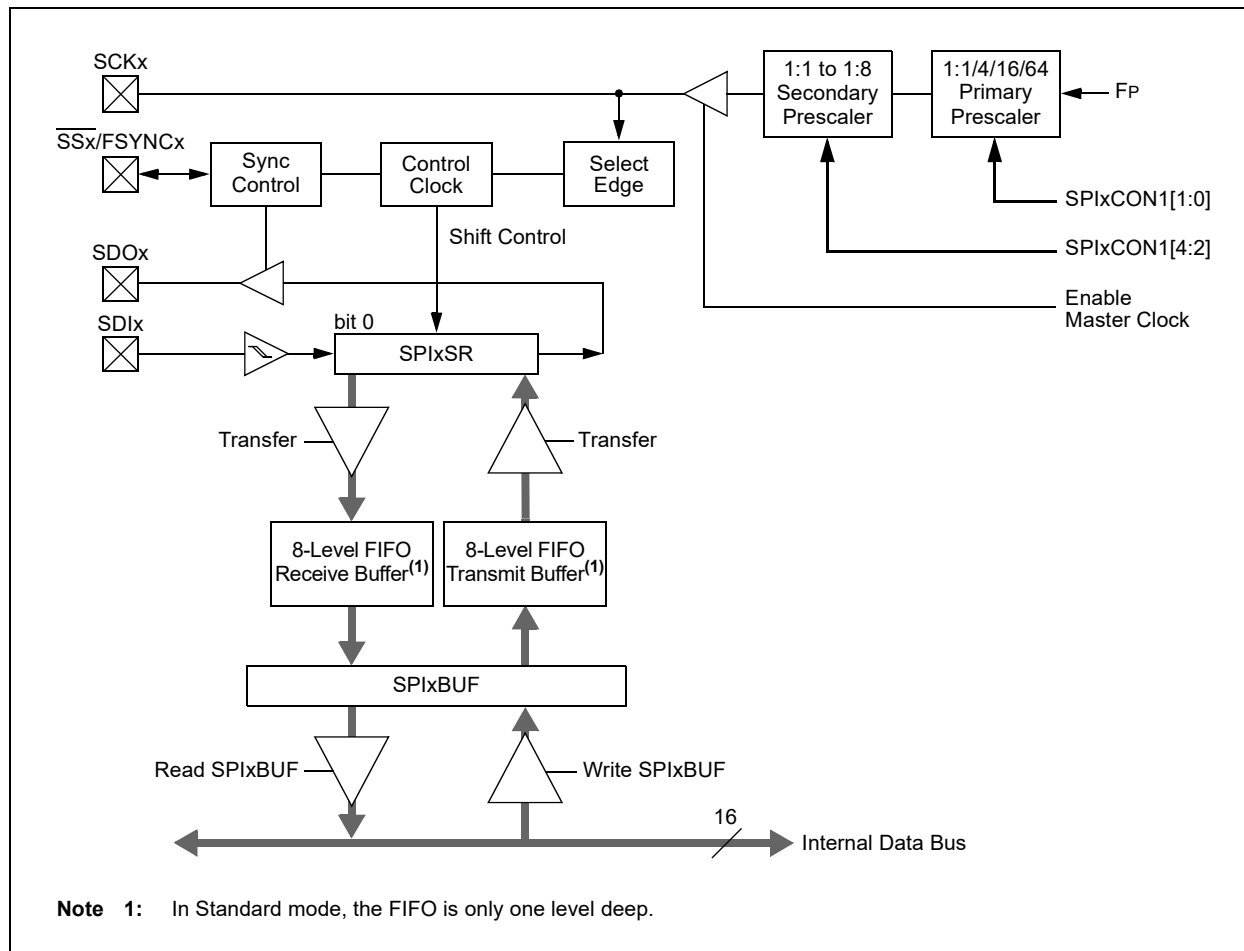 SCKx
SSx/FSYNCx
SDOx
SDIx
Sync
Control
Control
Clock
Select
Edge
1:1 to 1:8
Secondary
Prescaler
1:1/4/16/64
Primary
Prescaler
FP
SPIxCON1[1:0]
SPIxCON1[4:2]
Enable
Master Clock
Shift Control
bit 0
SPIxSR
Transfer
Transfer
8-Level FIFO
Receive Buffer(1)
8-Level FIFO
Transmit Buffer(1)
SPIxBUF
Read SPIxBUF
Write SPIxBUF
16
Internal Data Bus
Note 1: In Standard mode, the FIFO is only one level deep.